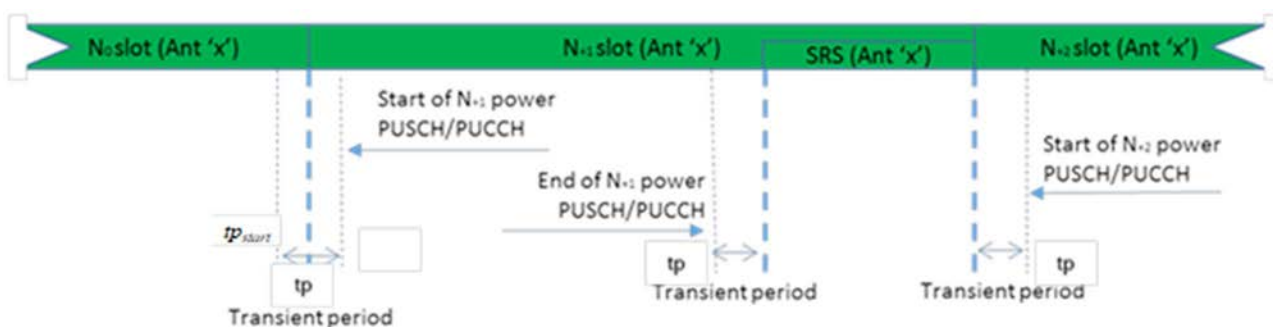 N₀ slot (Ant ‘x’)
N₊₁ slot (Ant ‘x’)
SRS (Ant ‘x’)
N₊₂ slot (Ant ‘x’)
Start of N₊₁ power
PUSCH/PUCCH
Start of N₊₂ power
PUSCH/PUCCH
End of N₊₁ power
PUSCH/PUCCH
tp_start
tp
Transient period
tp
Transient period
tp
Transient period